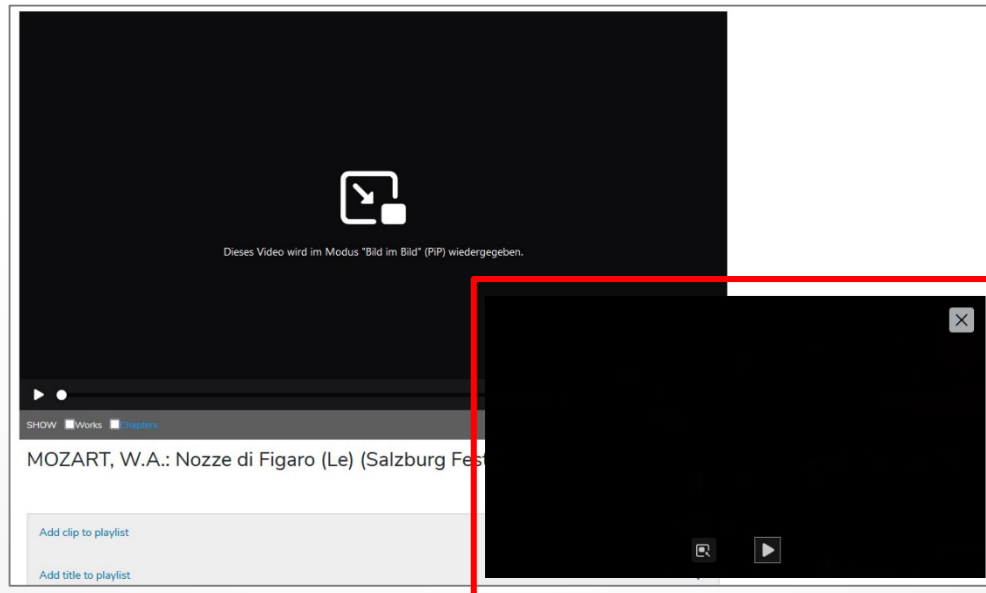 Dieses Video wird im Modus "Bild im Bild" (PiP) wiedergegeben.
SHOW Works Chapters
MOZART, W.A.: Nozze di Figaro (Le) (Salzburg Fest
Add clip to playlist
Add title to playlist